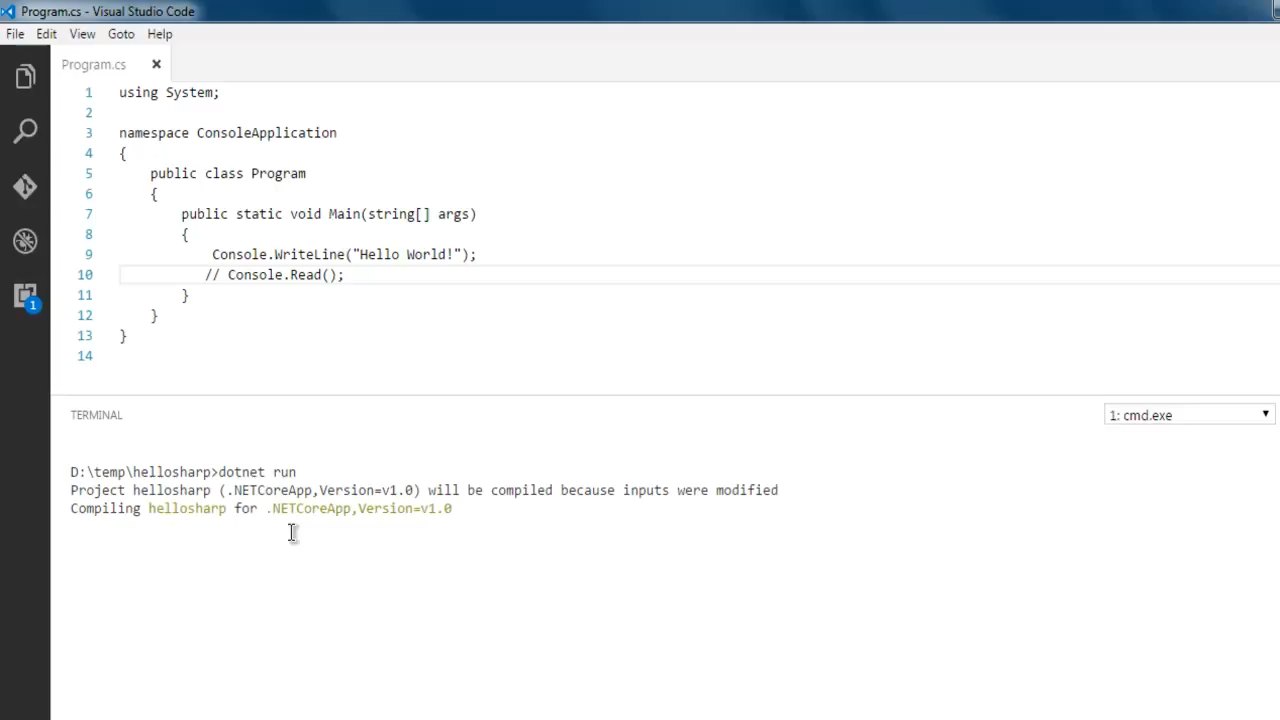 Program.cs - Visual Studio Code
File Edit View Goto Help
Program.cs
1 using System;
2
3 namespace ConsoleApplication
4 {
5     public class Program
6     {
7         public static void Main(string[] args)
8         {
9             Console.WriteLine("Hello World!");
10            // Console.Read();
11        }
12    }
13 }
14
1
TERMINAL
1: cmd.exe
D:\temp\hellosharp>dotnet run
Project hellosharp (.NETCoreApp,Version=v1.0) will be compiled because inputs were modified
Compiling hellosharp for .NETCoreApp,Version=v1.0